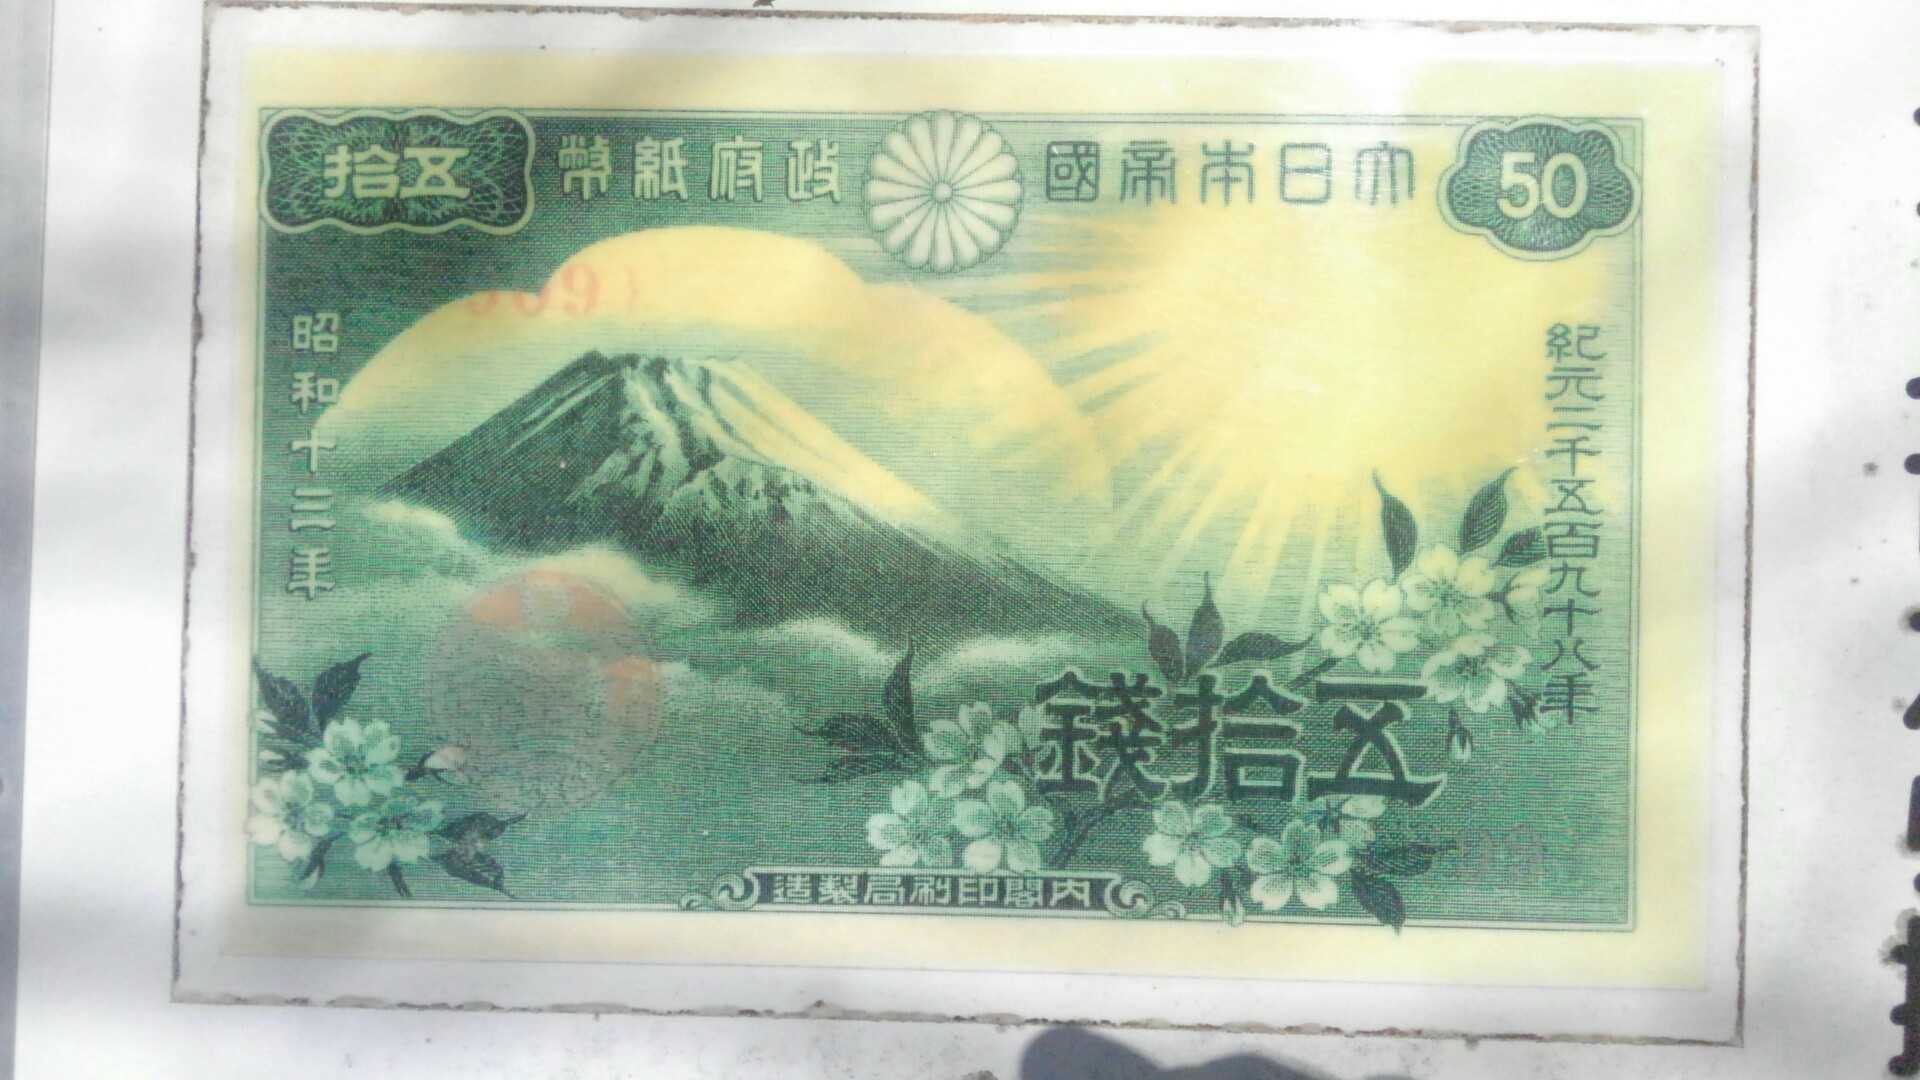 大日本帝國政府紙幣
50
五拾
紀元二千五百九十八年
昭和十三年
五拾錢
内閣印刷局製造